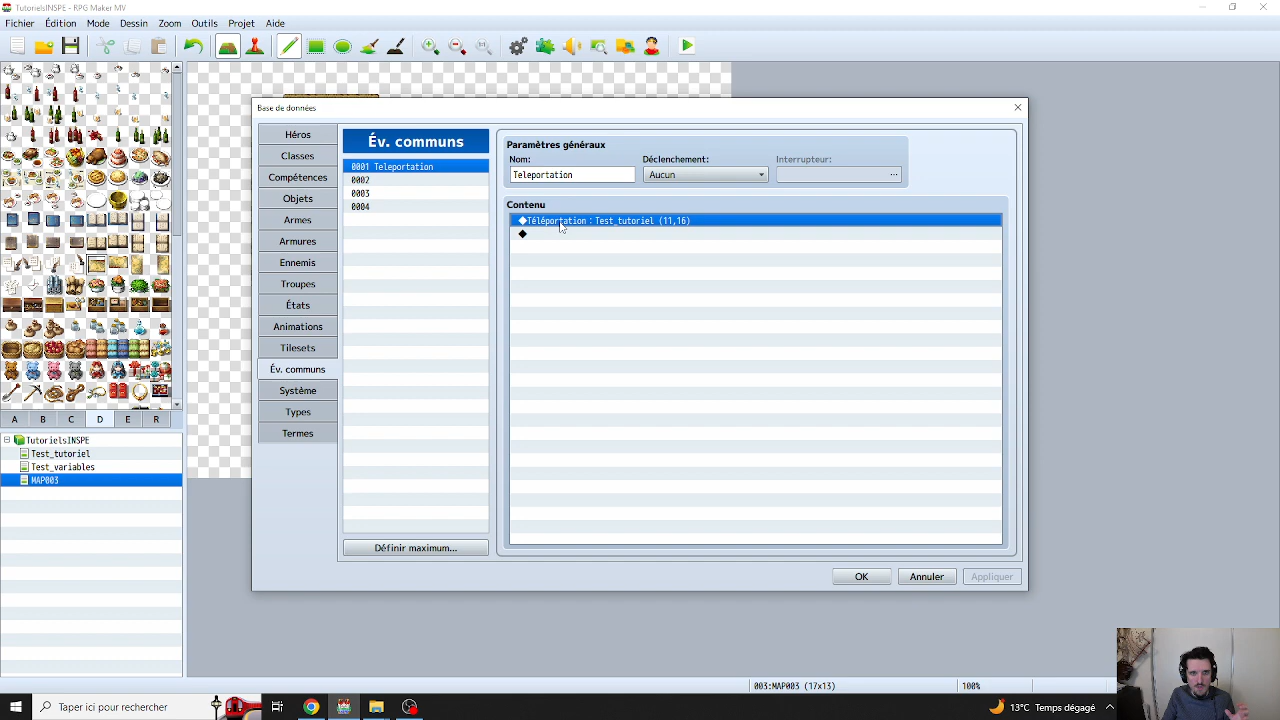 TutorielsINSPE - RPG Maker MV
Fichier Édition Mode Dessin Zoom Outils Projet Aide
Base de données
Héros
Classes
Compétences
Objets
Armes
Armures
Ennemis
Troupes
États
Animations
Tilesets
Év. communs
Système
Types
Termes
Év. communs
0001 Teleportation
0002
0003
0004
Définir maximum...
Paramètres généraux
Nom: Déclenchement: Interrupteur:
Teleportation Aucun ...
Contenu
◆Téléportation : Test_tutoriel (11,16)
◆
OK Annuler Appliquer
A B C D E R
TutorielsINSPE
Test_tutoriel
Test_variables
MAP003
003:MAP003 (17x13) 100%
Taper ici pour rechercher
13°C Temps dégagé